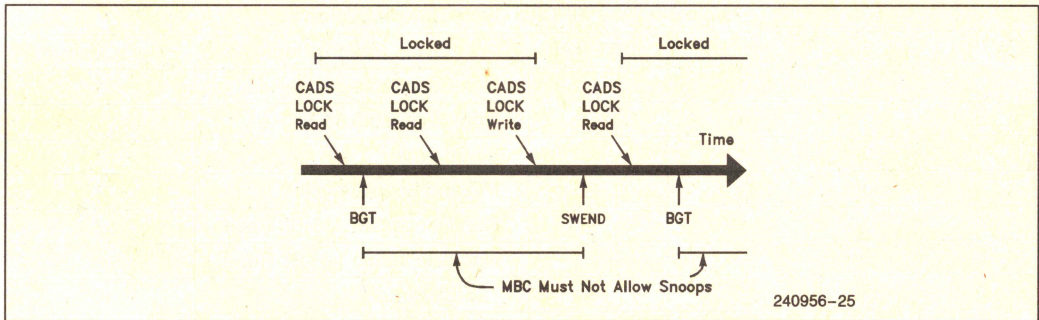 Locked Locked
CADS CADS CADS CADS
LOCK LOCK LOCK LOCK
Read Read Write Read
Time
BGT SWEND BGT
MBC Must Not Allow Snoops
240956-25